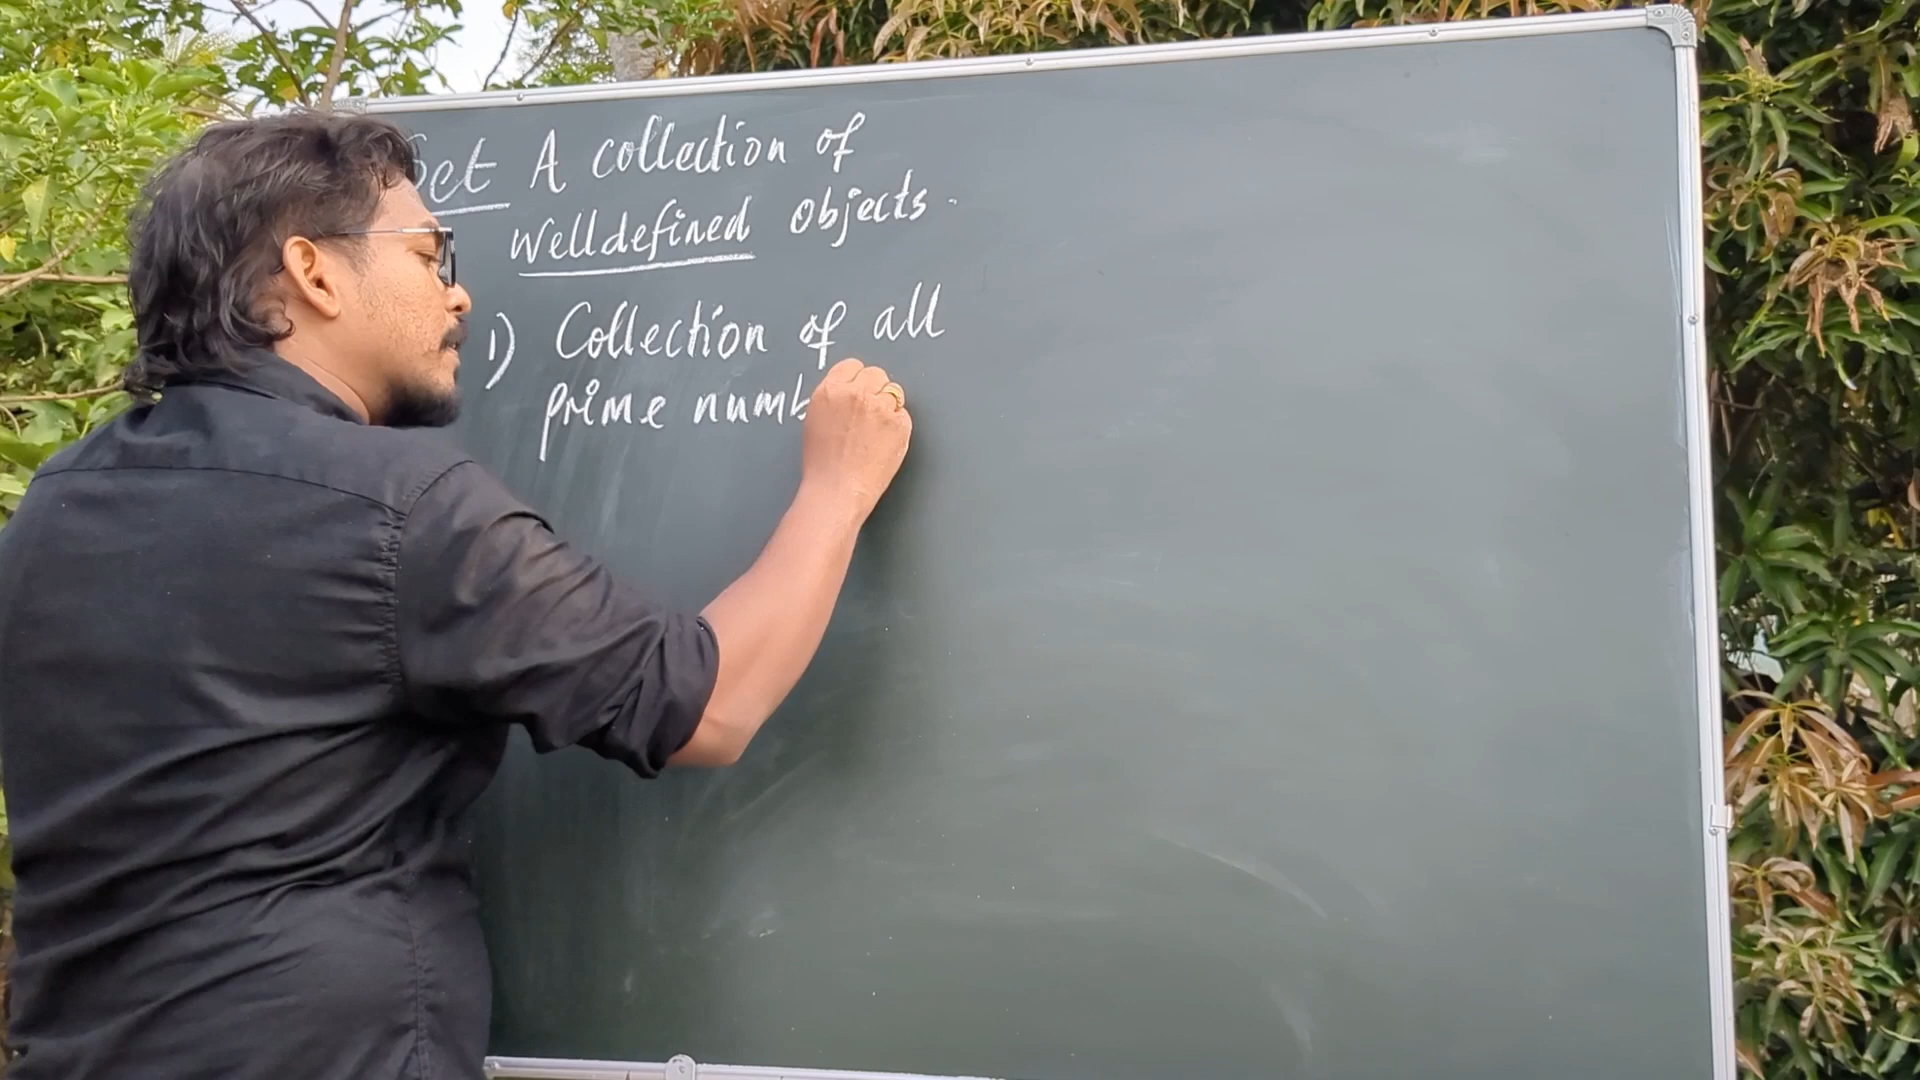 Set A collection of
Welldefined objects.
1) Collection of all
prime numb